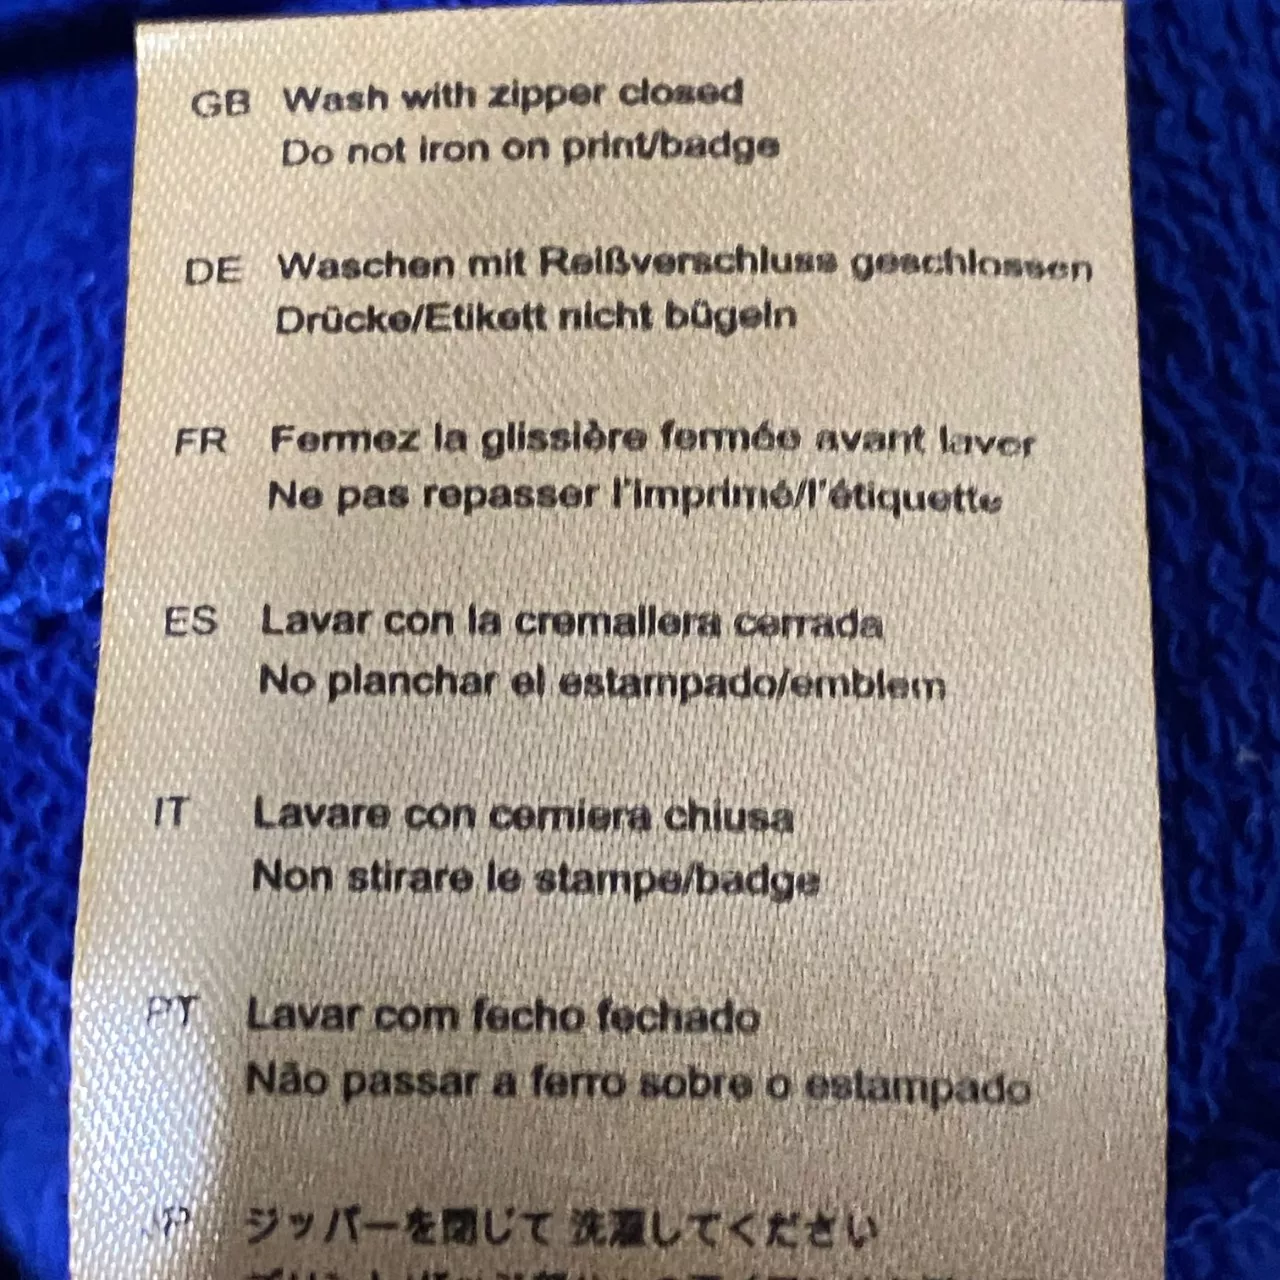 GB Wash with zipper closed
Do not iron on print/badge
DE Waschen mit Reißverschluss geschlossen
Drücke/Etikett nicht bügeln
FR Fermez la glissière fermée avant laver
Ne pas repasser l'imprimé/l'étiquette
ES Lavar con la cremallera cerrada
No planchar el estampado/emblem
IT Lavare con cerniera chiusa
Non stirare le stampe/badge
PT Lavar com fecho fechado
Não passar a ferro sobre o estampado
JP ジッパーを閉じて 洗濯してください